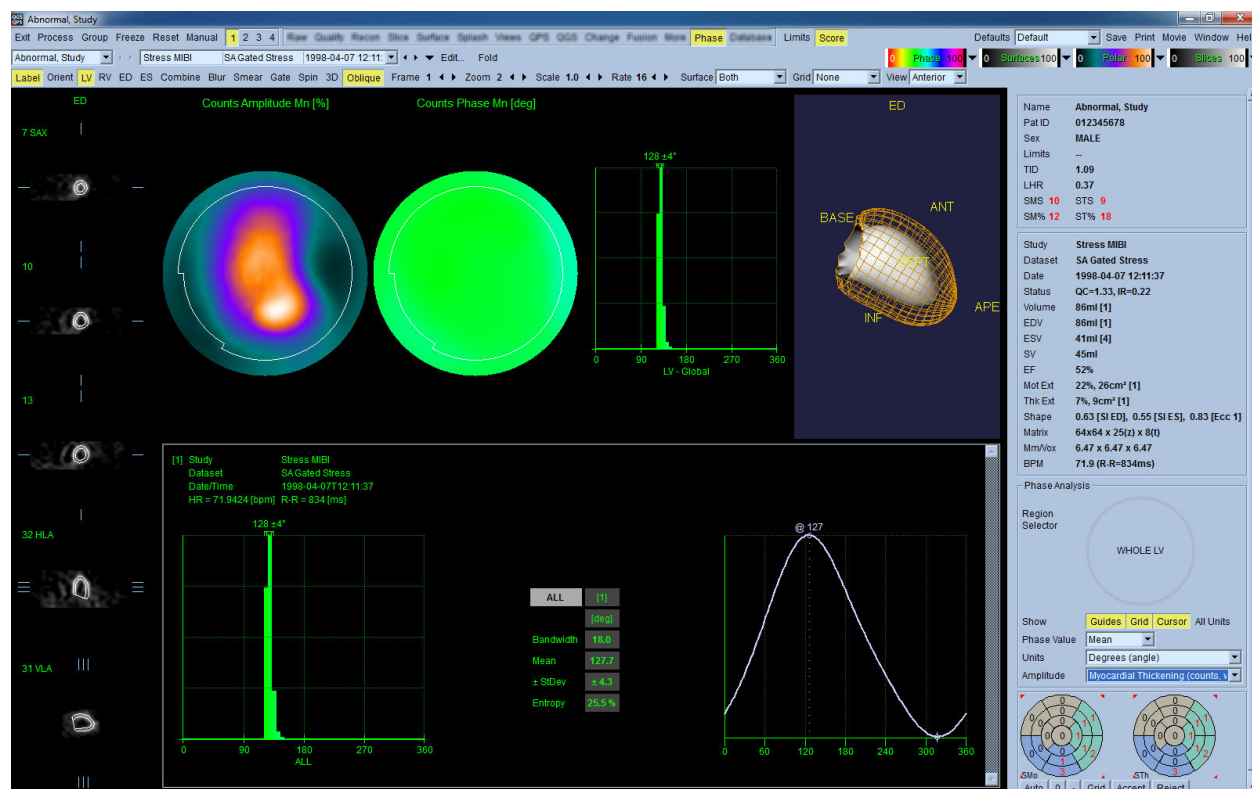 QGS QPS Abnormal, Study
Exit Process Group Freeze Reset Manual 1 2 3 4 Raw Quality Recon Slice Surface Splash Views QPS QGS Change Fusion More Phase Database Limits Score Defaults Default Save Print Movie Window Hel
Abnormal, Study Stress MIBI SA Gated Stress 1998-04-07 12:11: Edit... Fold 0 Phase 100 0 Surfaces 100 0 Polar 100 0 Slices 100
Label Orient LV RV ED ES Combine Blur Smear Gate Spin 3D Oblique Frame 1 Zoom 2 Scale 1.0 Rate 16 Surface Both Grid None View Anterior
ED
7 SAX
10
13
32 HLA
31 VLA
Counts Amplitude Mn [%]
Counts Phase Mn [deg]
128 ±4°
0 90 180 270 360
LV - Global
ED
BASE
ANT
SEPT
INF
APE
[1] Study Stress MIBI
Dataset SA Gated Stress
Date/Time 1998-04-07T12:11:37
HR = 71.9424 [bpm] R-R = 834 [ms]
128 ±4°
0 90 180 270 360
ALL
ALL [1]
[deg]
Bandwidth 18.0
Mean 127.7
± StDev ± 4.3
Entropy 25.5 %
@ 127
0 60 120 180 240 300 360
Name Abnormal, Study
Pat ID 012345678
Sex MALE
Limits --
TID 1.09
LHR 0.37
SMS 10 STS 9
SM% 12 ST% 18
Study Stress MIBI
Dataset SA Gated Stress
Date 1998-04-07 12:11:37
Status QC=1.33, IR=0.22
Volume 86ml [1]
EDV 86ml [1]
ESV 41ml [4]
SV 45ml
EF 52%
Mot Ext 22%, 26cm² [1]
Thk Ext 7%, 9cm² [1]
Shape 0.63 [SI ED], 0.55 [SI ES], 0.83 [Ecc 1]
Matrix 64x64 x 25(z) x 8(t)
Mm/Vox 6.47 x 6.47 x 6.47
BPM 71.9 (R-R=834ms)
Phase Analysis
Region
Selector
WHOLE LV
Show Guides Grid Cursor All Units
Phase Value Mean
Units Degrees (angle)
Amplitude Myocardial Thickening (counts, v
SMo STh
Auto 0 - Grid Accept Reject